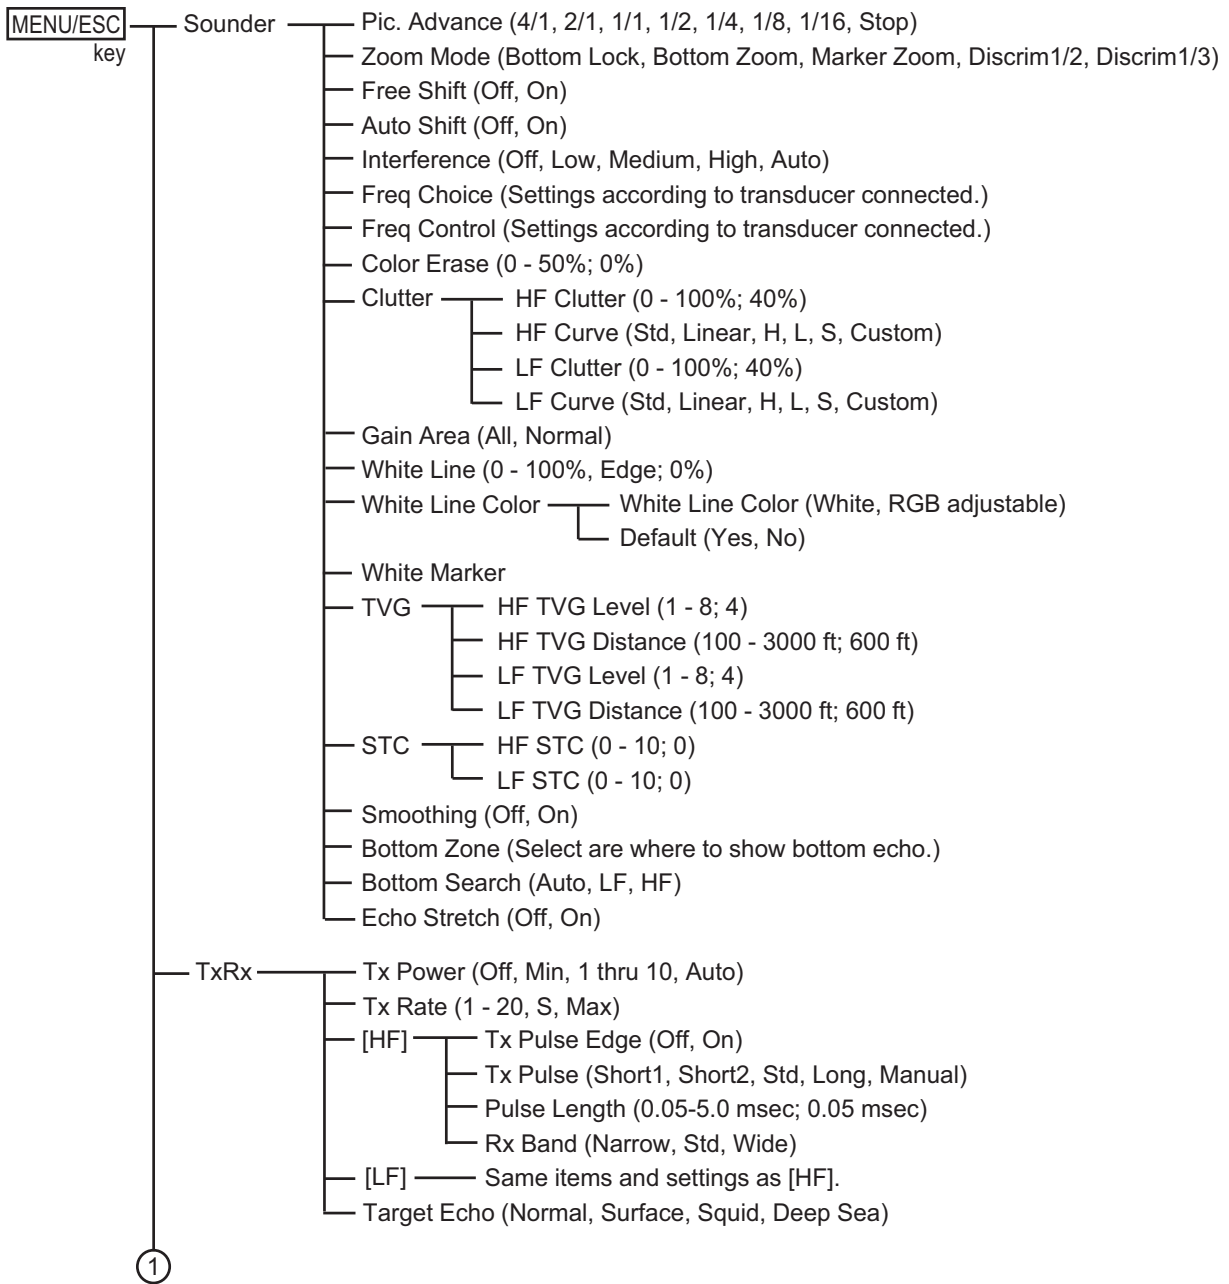 MENU/ESC Sounder Pic. Advance (4/1, 2/1, 1/1, 1/2, 1/4, 1/8, 1/16, Stop)
key Zoom Mode (Bottom Lock, Bottom Zoom, Marker Zoom, Discrim1/2, Discrim1/3)
Free Shift (Off, On)
Auto Shift (Off, On)
Interference (Off, Low, Medium, High, Auto)
Freq Choice (Settings according to transducer connected.)
Freq Control (Settings according to transducer connected.)
Color Erase (0 - 50%; 0%)
Clutter HF Clutter (0 - 100%; 40%)
HF Curve (Std, Linear, H, L, S, Custom)
LF Clutter (0 - 100%; 40%)
LF Curve (Std, Linear, H, L, S, Custom)
Gain Area (All, Normal)
White Line (0 - 100%, Edge; 0%)
White Line Color White Line Color (White, RGB adjustable)
Default (Yes, No)
White Marker
TVG HF TVG Level (1 - 8; 4)
HF TVG Distance (100 - 3000 ft; 600 ft)
LF TVG Level (1 - 8; 4)
LF TVG Distance (100 - 3000 ft; 600 ft)
STC HF STC (0 - 10; 0)
LF STC (0 - 10; 0)
Smoothing (Off, On)
Bottom Zone (Select are where to show bottom echo.)
Bottom Search (Auto, LF, HF)
Echo Stretch (Off, On)
TxRx Tx Power (Off, Min, 1 thru 10, Auto)
Tx Rate (1 - 20, S, Max)
[HF] Tx Pulse Edge (Off, On)
Tx Pulse (Short1, Short2, Std, Long, Manual)
Pulse Length (0.05-5.0 msec; 0.05 msec)
Rx Band (Narrow, Std, Wide)
[LF] Same items and settings as [HF].
Target Echo (Normal, Surface, Squid, Deep Sea)
1